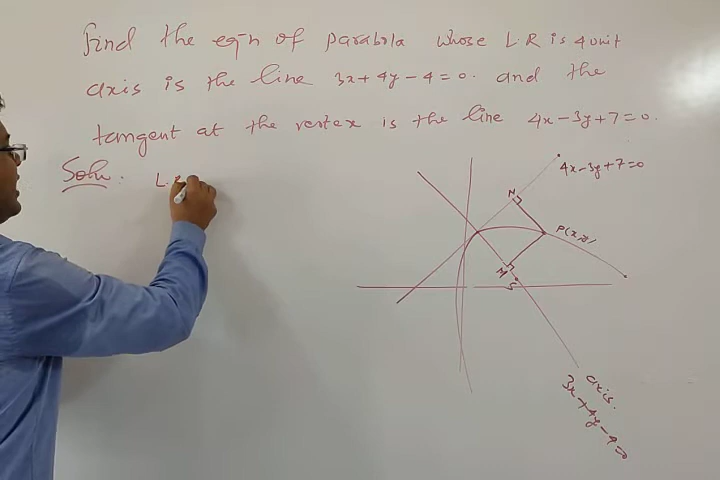 Find the eqn of parabola whose L.R is 4 unit
axis is the line 3x+4y-4=0. and the
tangent at the vertex is the line 4x-3y+7=0.
Soln: L.R
4x-3y+7=0
N
P(x,y)
M
S
axis.
3x+4y-4=0